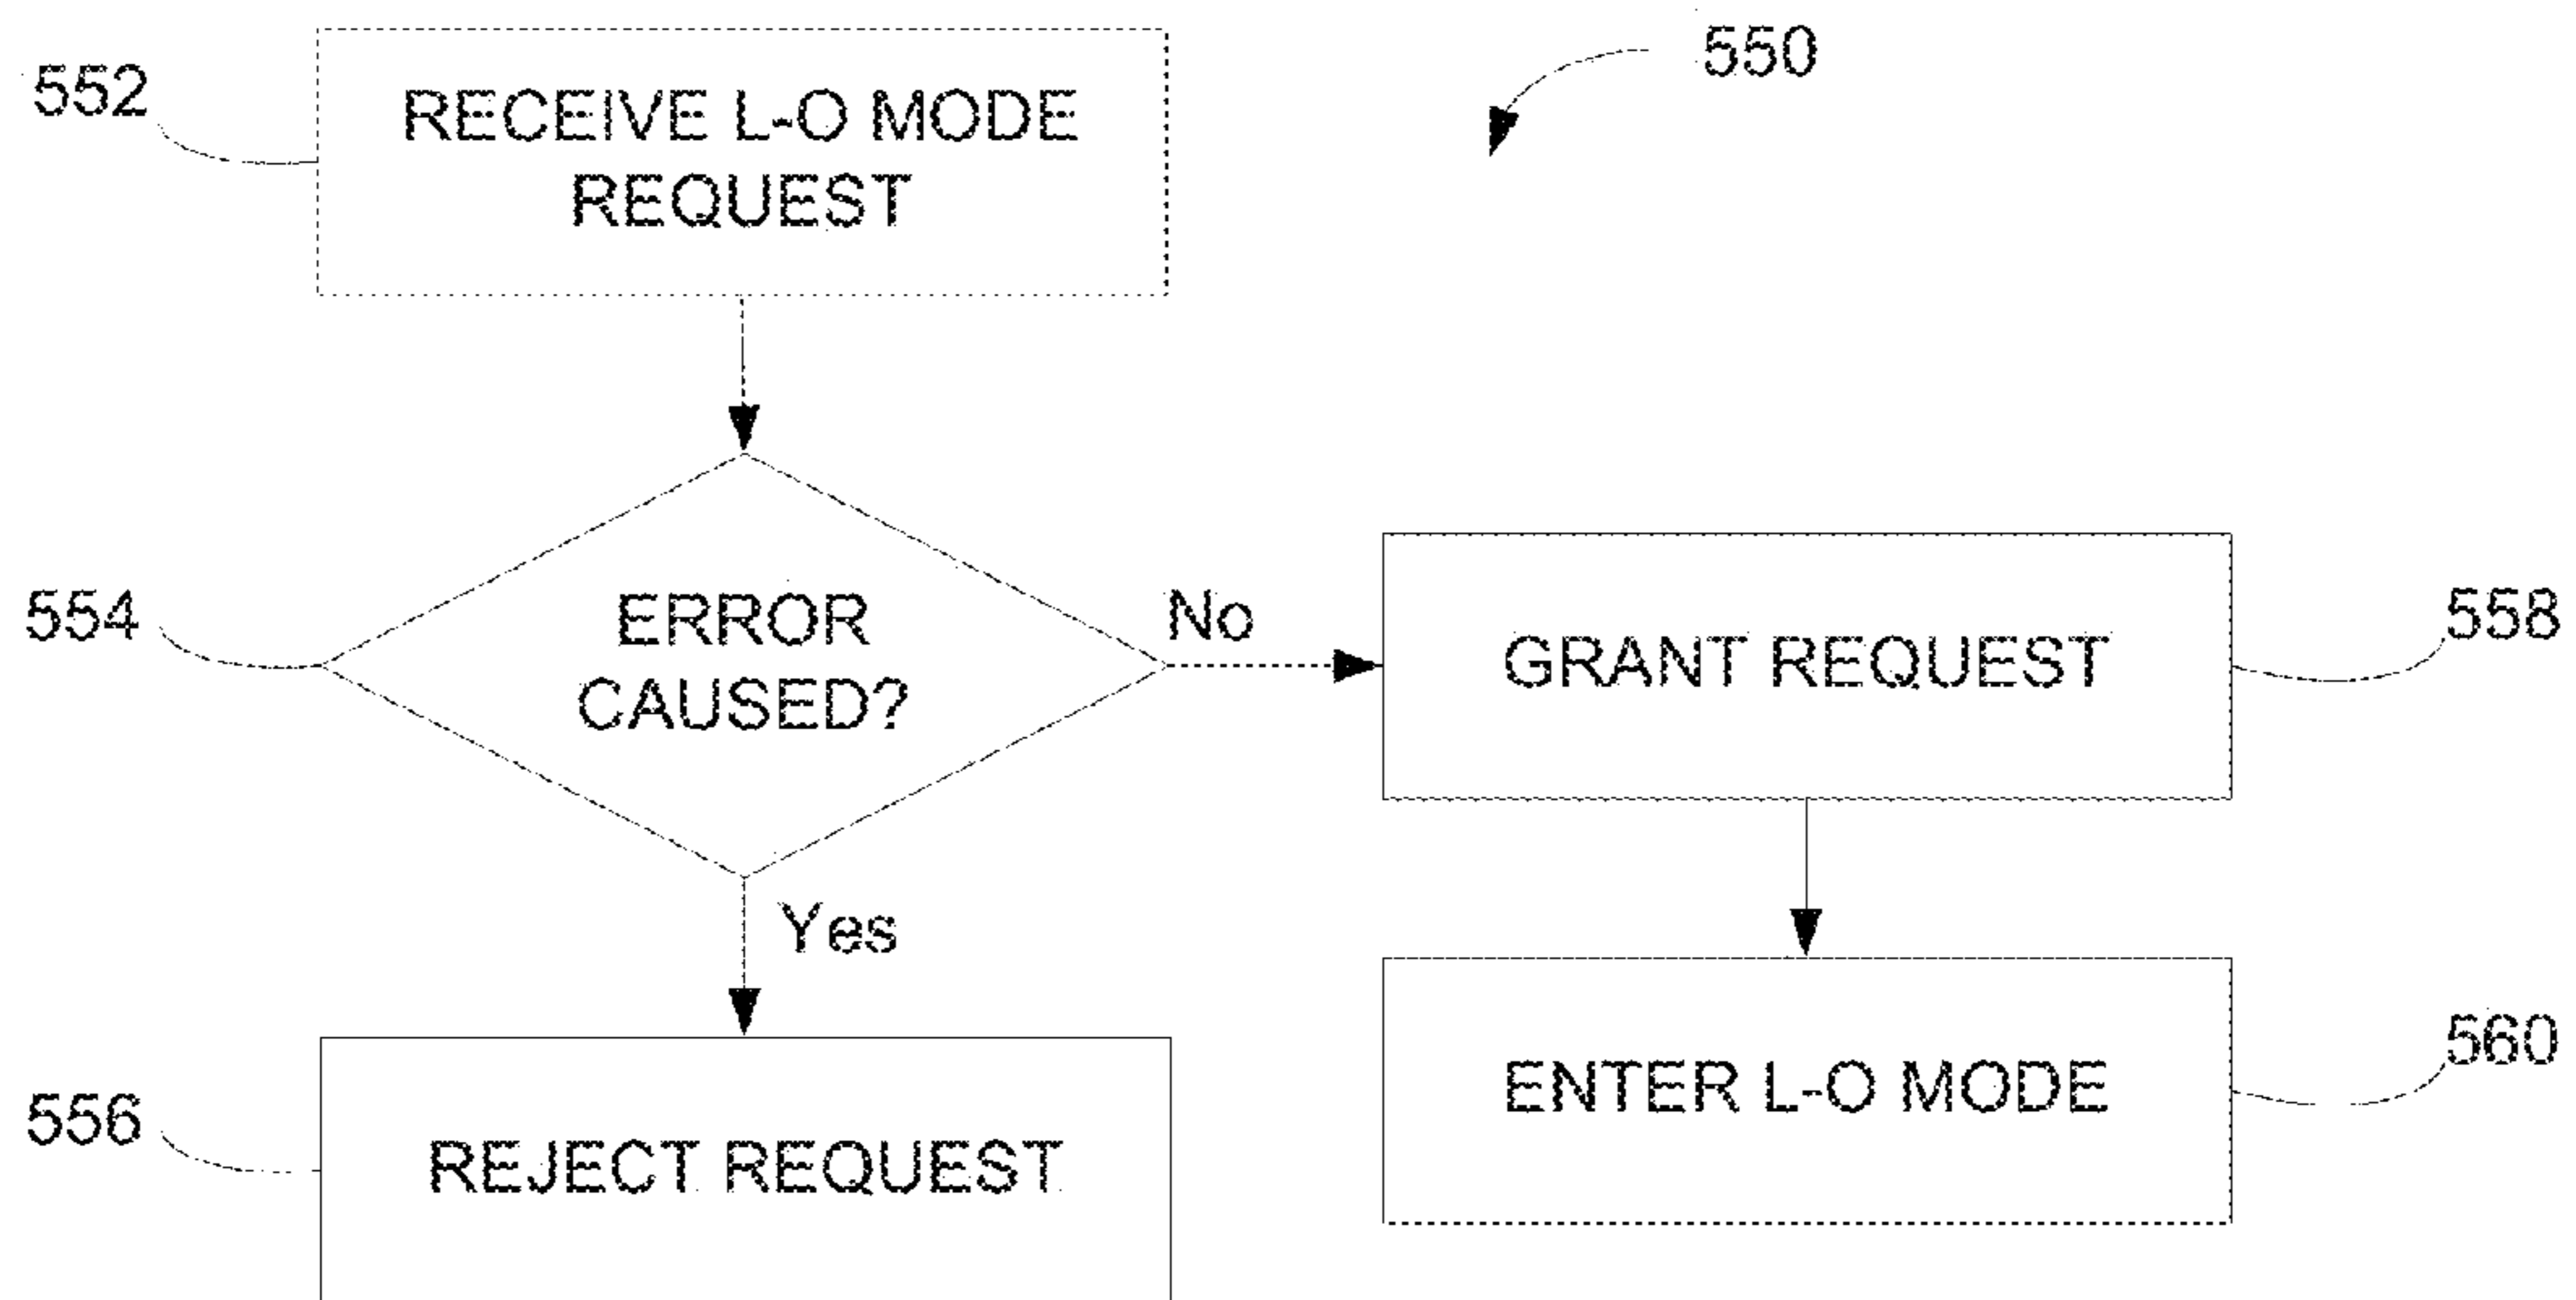 552
RECEIVE L-O MODE
REQUEST
550
554
ERROR
CAUSED?
No
GRANT REQUEST
558
Yes
556
REJECT REQUEST
ENTER L-O MODE
560